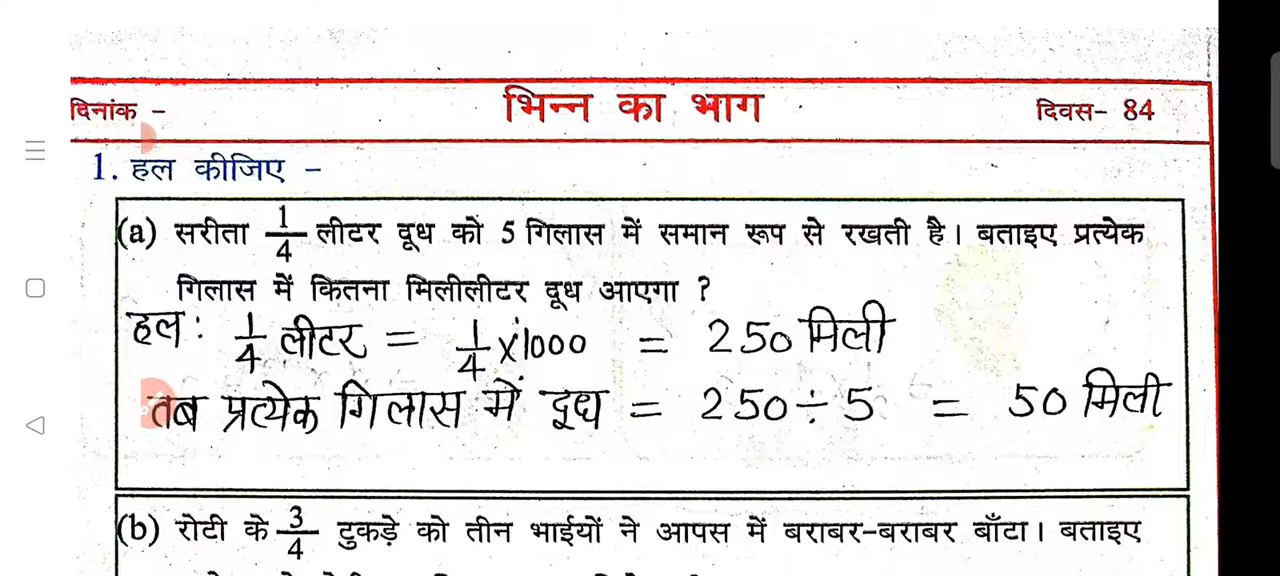 दिनांक - भिन्न का भाग दिवस- 84
1. हल कीजिए -
(a) सरीता 1/4 लीटर दूध को 5 गिलास में समान रूप से रखती है। बताइए प्रत्येक
गिलास में कितना मिलीलीटर दूध आएगा ?
हल: 1/4 लीटर = 1/4 × 1000 = 250 मिली
तब प्रत्येक गिलास में दूध = 250 ÷ 5 = 50 मिली
(b) रोटी के 3/4 टुकड़े को तीन भाईयों ने आपस में बराबर-बराबर बाँटा। बताइए